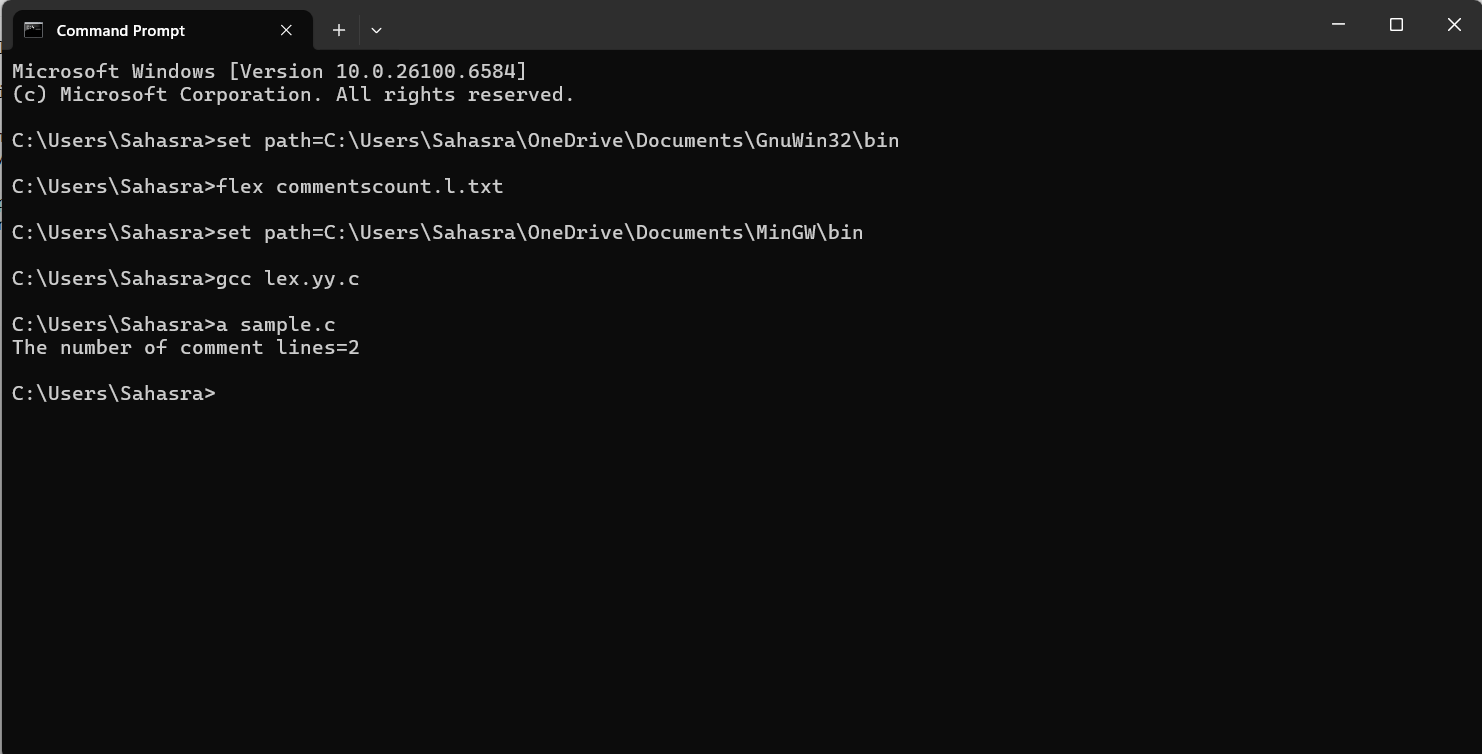 Command Prompt
Microsoft Windows [Version 10.0.26100.6584]
(c) Microsoft Corporation. All rights reserved.
C:\Users\Sahasra>set path=C:\Users\Sahasra\OneDrive\Documents\GnuWin32\bin
C:\Users\Sahasra>flex commentscount.l.txt
C:\Users\Sahasra>set path=C:\Users\Sahasra\OneDrive\Documents\MinGW\bin
C:\Users\Sahasra>gcc lex.yy.c
C:\Users\Sahasra>a sample.c
The number of comment lines=2
C:\Users\Sahasra>